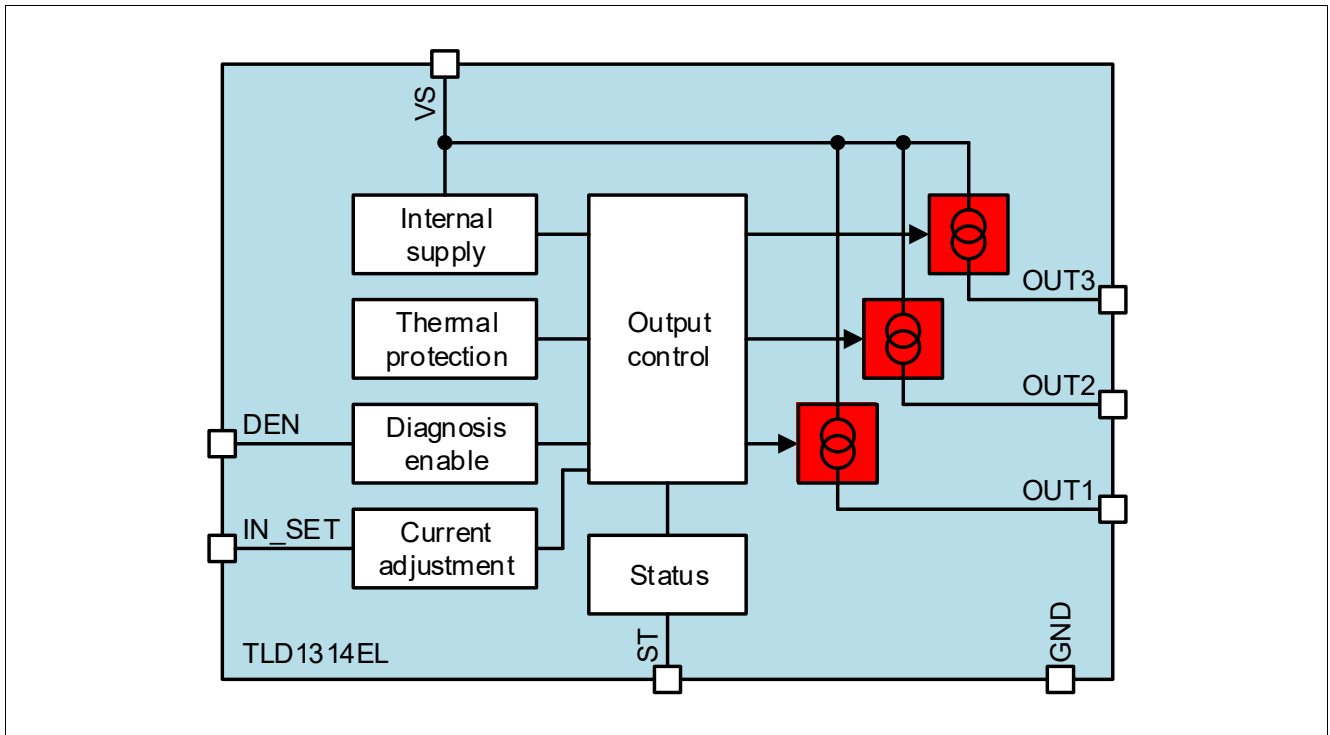 VS
Internal
supply
Thermal
protection
Output
control
OUT3
OUT2
DEN
Diagnosis
enable
OUT1
IN_SET
Current
adjustment
Status
TLD1314EL
ST
GND